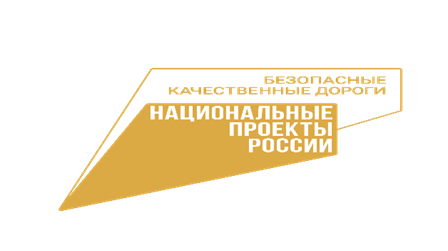 БЕЗОПАСНЫЕ
КАЧЕСТВЕННЫЕ ДОРОГИ
НАЦИОНАЛЬНЫЕ
ПРОЕКТЫ
РОССИИ